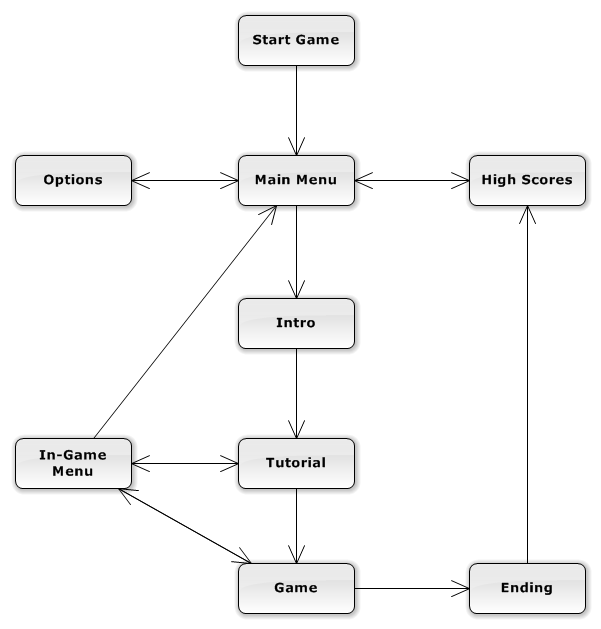 Start Game
Options
Main Menu
High Scores
Intro
In-Game
Menu
Tutorial
Game
Ending